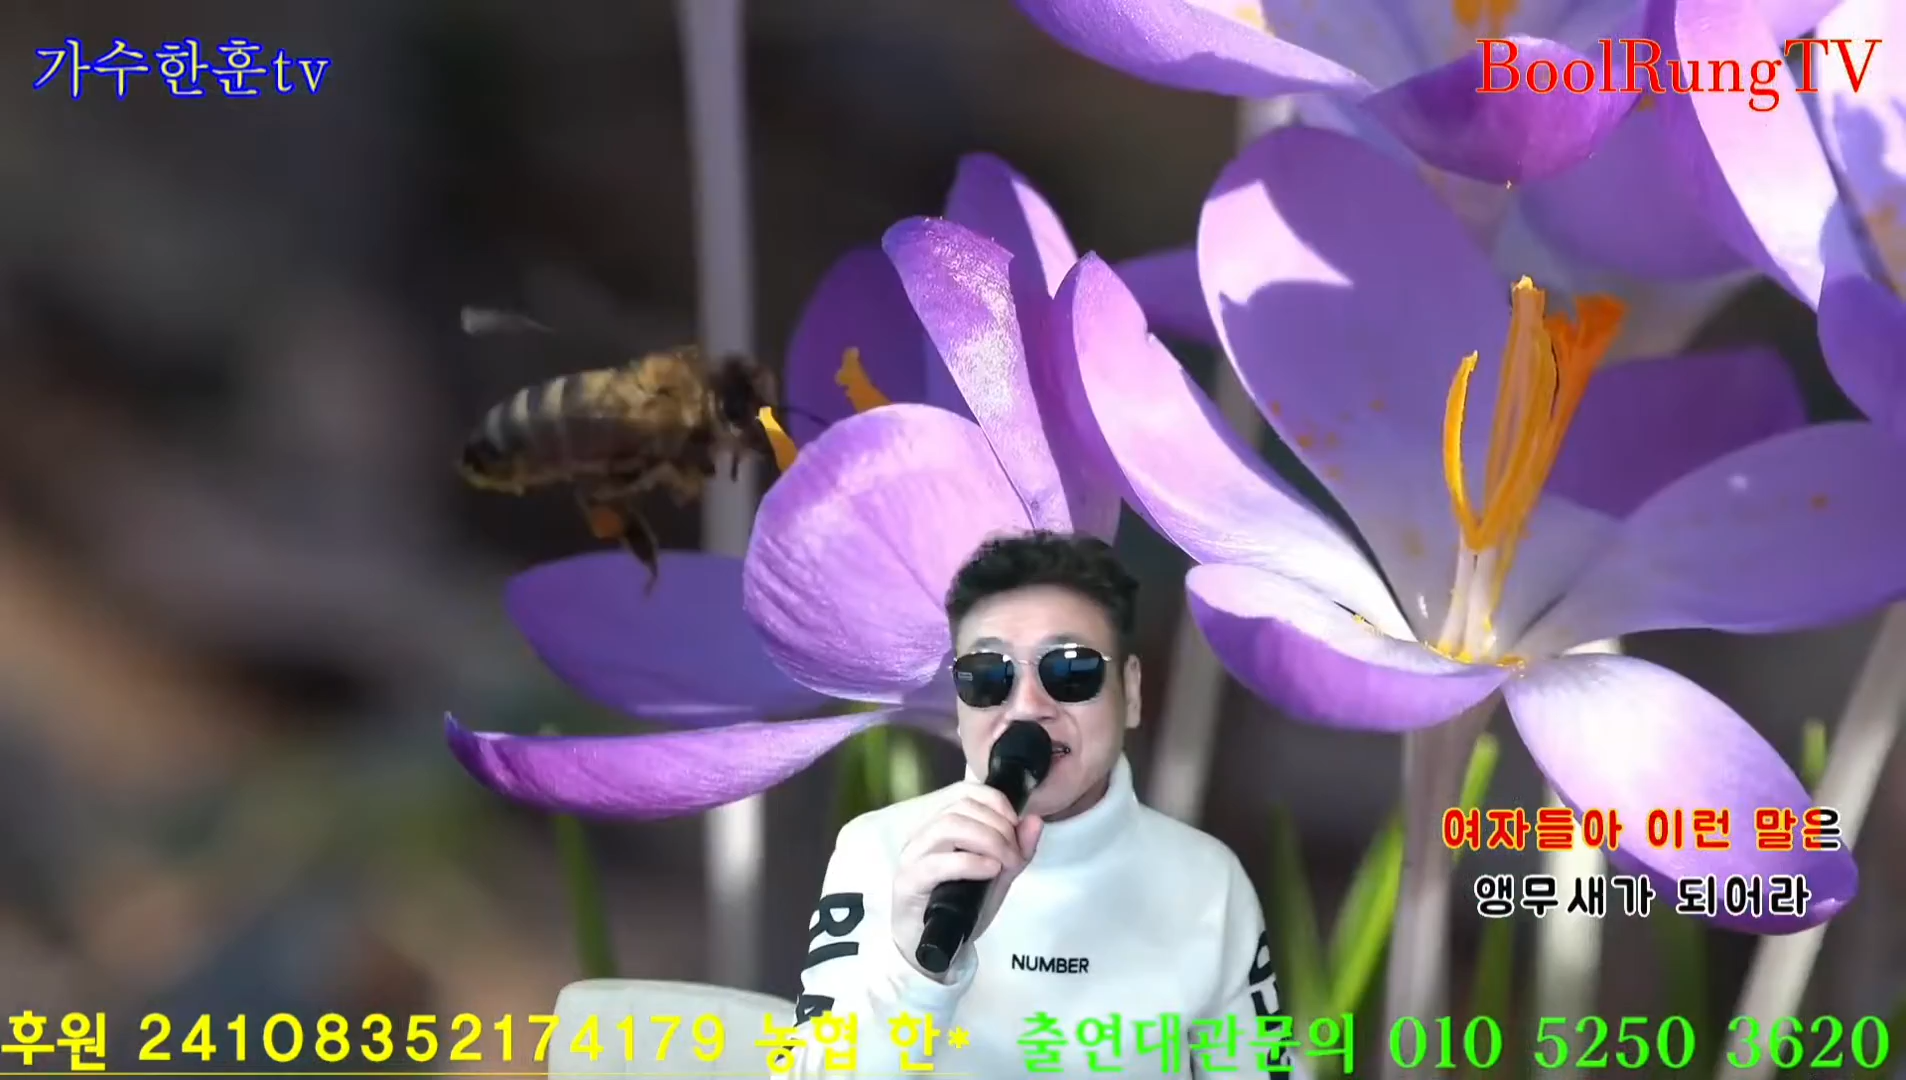 가수한훈tv
BoolRungTV
여자들아 이런 말은
앵무새가 되어라
NUMBER
후원 24108352174179 농협 한*
출연대관문의 010 5250 3620